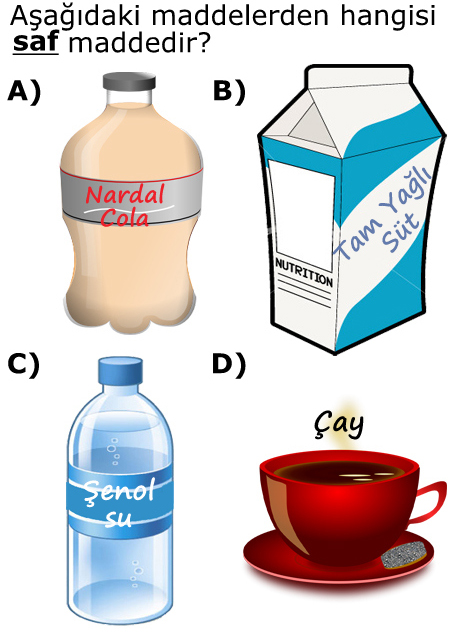 Aşağıdaki maddelerden hangisi
saf maddedir?
A)
Nardal
Cola
B)
Tam Yağlı
Süt
NUTRITION
C)
Şenol
su
D)
Çay